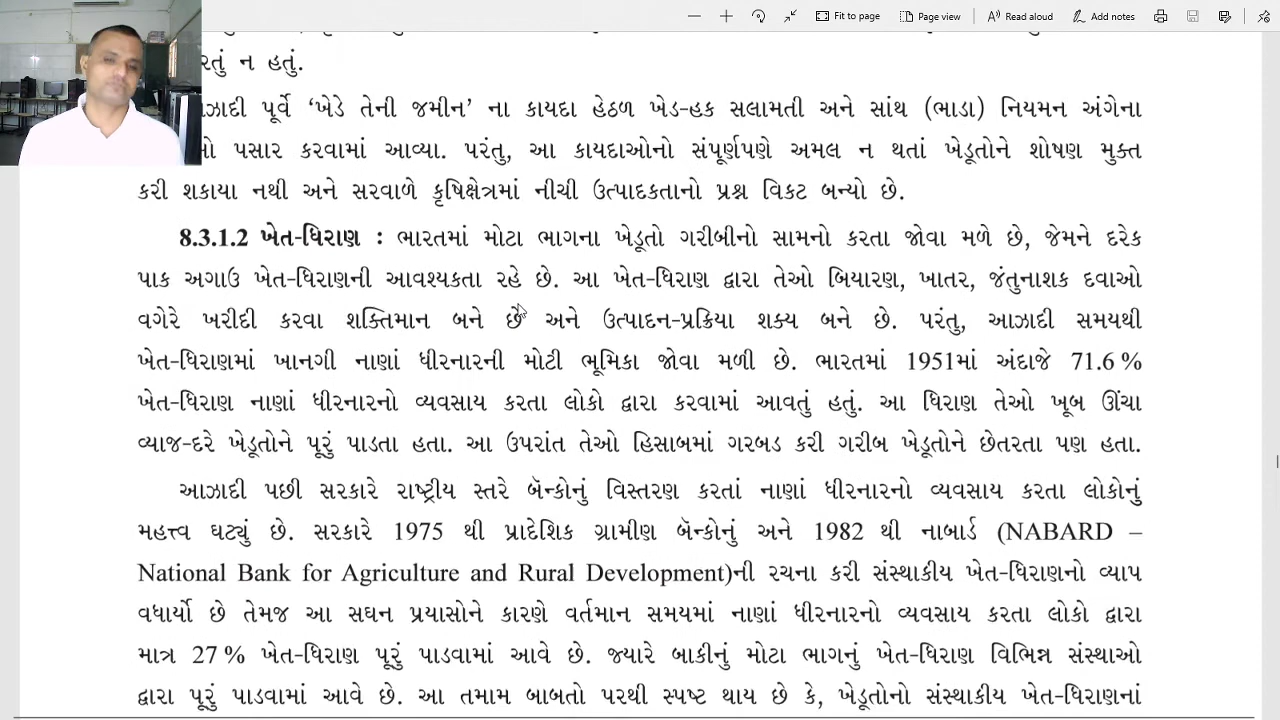 Fit to page Page view Read aloud Add notes
રતું ન હતું.
પૂર્વે ‘ખેડે તેની જમીન’ ના કાયદા હેઠળ ખેડ-હક સલામતી અને સાંથ (ભાડા) નિયમન અંગેના
પસાર કરવામાં આવ્યા. પરંતુ, આ કાયદાઓનો સંપૂર્ણપણે અમલ ન થતાં ખેડૂતોને શોષણ મુક્ત
કરી શકાયા નથી અને સરવાળે કૃષિક્ષેત્રમાં નીચી ઉત્પાદકતાનો પ્રશ્ન વિકટ બન્યો છે.
8.3.1.2 ખેત-ધિરાણ : ભારતમાં મોટા ભાગના ખેડૂતો ગરીબીનો સામનો કરતા જોવા મળે છે, જેમને દરેક
પાક અગાઉ ખેત-ધિરાણની આવશ્યકતા રહે છે. આ ખેત-ધિરાણ દ્વારા તેઓ બિયારણ, ખાતર, જંતુનાશક દવાઓ
વગેરે ખરીદી કરવા શક્તિમાન બને છે અને ઉત્પાદન-પ્રક્રિયા શક્ય બને છે. પરંતુ, આઝાદી સમયથી
ખેત-ધિરાણમાં ખાનગી નાણાં ધીરનારની મોટી ભૂમિકા જોવા મળી છે. ભારતમાં 1951માં અંદાજે 71.6 %
ખેત-ધિરાણ નાણાં ધીરનારનો વ્યવસાય કરતા લોકો દ્વારા કરવામાં આવતું હતું. આ ધિરાણ તેઓ ખૂબ ઊંચા
વ્યાજ-દરે ખેડૂતોને પૂરું પાડતા હતા. આ ઉપરાંત તેઓ હિસાબમાં ગરબડ કરી ગરીબ ખેડૂતોને છેતરતા પણ હતા.
આઝાદી પછી સરકારે રાષ્ટ્રીય સ્તરે બૅન્કોનું વિસ્તરણ કરતાં નાણાં ધીરનારનો વ્યવસાય કરતા લોકોનું
મહત્ત્વ ઘટ્યું છે. સરકારે 1975 થી પ્રાદેશિક ગ્રામીણ બૅન્કોનું અને 1982 થી નાબાર્ડ (NABARD –
National Bank for Agriculture and Rural Development)ની રચના કરી સંસ્થાકીય ખેત-ધિરાણનો વ્યાપ
વધાર્યો છે તેમજ આ સઘન પ્રયાસોને કારણે વર્તમાન સમયમાં નાણાં ધીરનારનો વ્યવસાય કરતા લોકો દ્વારા
માત્ર 27 % ખેત-ધિરાણ પૂરું પાડવામાં આવે છે. જ્યારે બાકીનું મોટા ભાગનું ખેત-ધિરાણ વિભિન્ન સંસ્થાઓ
દ્વારા પૂરું પાડવામાં આવે છે. આ તમામ બાબતો પરથી સ્પષ્ટ થાય છે કે, ખેડૂતોનો સંસ્થાકીય ખેત-ધિરાણનાં